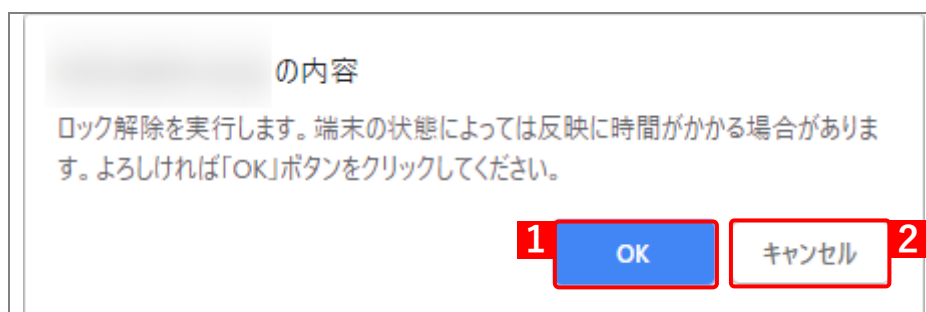 の内容
ロック解除を実行します。端末の状態によっては反映に時間がかかる場合がありま
す。よろしければ「OK」ボタンをクリックしてください。
1 OK キャンセル 2